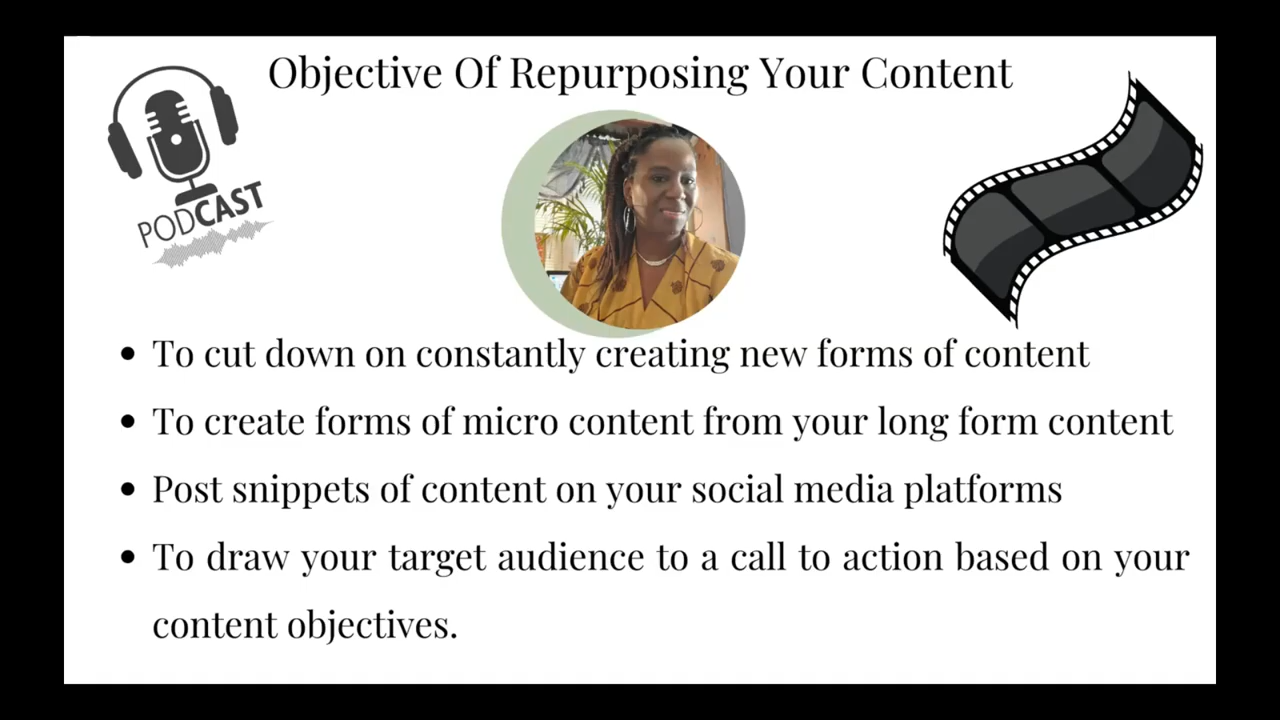 Objective Of Repurposing Your Content
PODCAST
• To cut down on constantly creating new forms of content
• To create forms of micro content from your long form content
• Post snippets of content on your social media platforms
• To draw your target audience to a call to action based on your
content objectives.